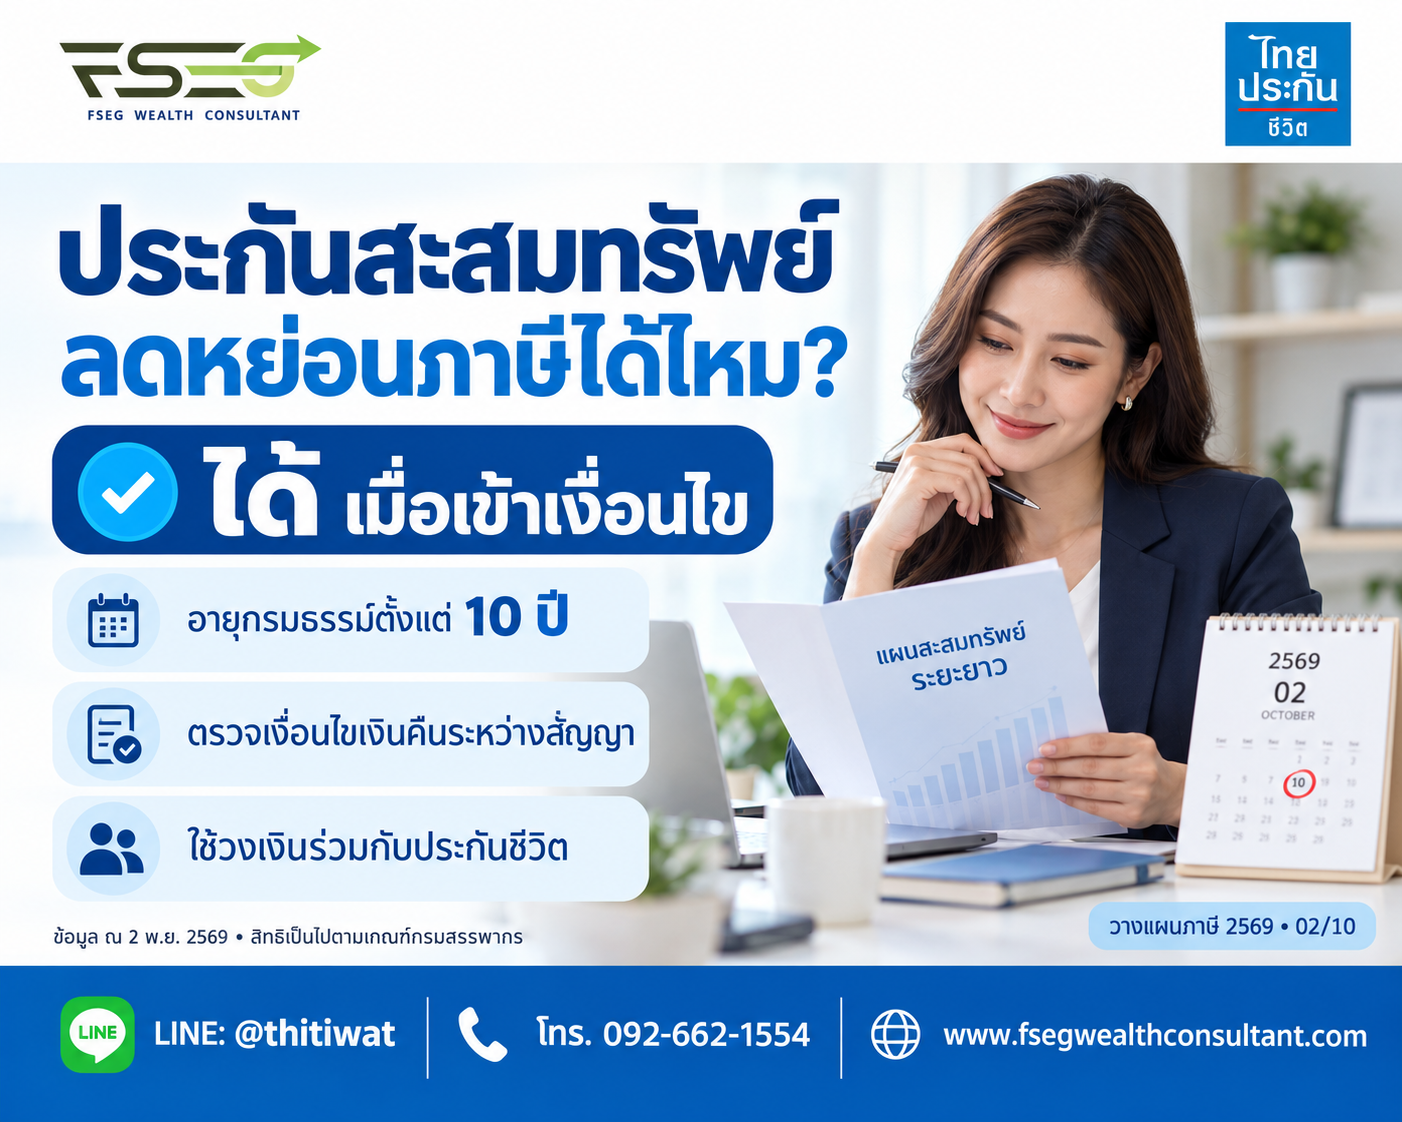 FSEG
FSEG WEALTH CONSULTANT
ไทย
ประกัน
ชีวิต
ประกันสะสมทรัพย์
ลดหย่อนภาษีได้ไหม?
ได้ เมื่อเข้าเงื่อนไข
อายุกรมธรรม์ตั้งแต่ 10 ปี
ตรวจเงื่อนไขเงินคืนระหว่างสัญญา
ใช้วงเงินร่วมกับประกันชีวิต
แผนสะสมทรัพย์
ระยะยาว
2569
02
OCTOBER
10
ข้อมูล ณ 2 พ.ย. 2569 • สิทธิเป็นไปตามเกณฑ์กรมสรรพากร
วางแผนภาษี 2569 • 02/10
LINE
LINE: @thitiwat
โทร. 092-662-1554
www.fsegwealthconsultant.com